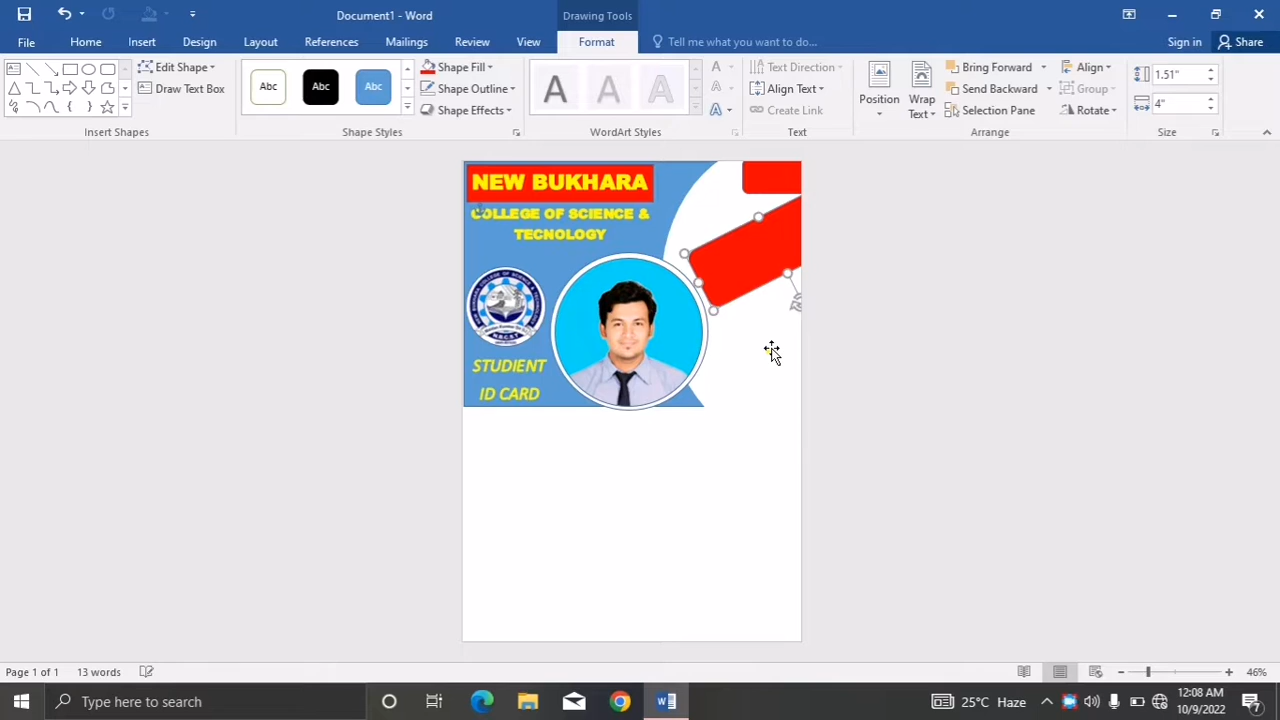 Document1 - Word
Drawing Tools
File
Home
Insert
Design
Layout
References
Mailings
Review
View
Format
Tell me what you want to do...
Sign in
Share
Edit Shape
Draw Text Box
Insert Shapes
Abc
Abc
Abc
Shape Fill
Shape Outline
Shape Effects
Shape Styles
A
A
A
WordArt Styles
Text Direction
Align Text
Create Link
Text
Position
Wrap
Text
Bring Forward
Send Backward
Selection Pane
Align
Group
Rotate
Arrange
1.51"
4"
Size
NEW BUKHARA
COLLEGE OF SCIENCE &
TECNOLOGY
STUDIENT
ID CARD
Page 1 of 1
13 words
46%
Type here to search
25°C Haze
12:08 AM
10/9/2022
7